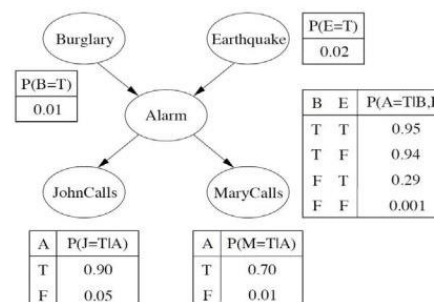 Burglary
Earthquake
P(E=T)
0.02
P(B=T)
0.01
Alarm
B E P(A=T|B,
T T 0.95
T F 0.94
F T 0.29
F F 0.001
JohnCalls
MaryCalls
A P(J=T|A)
T 0.90
F 0.05
A P(M=T|A)
T 0.70
F 0.01